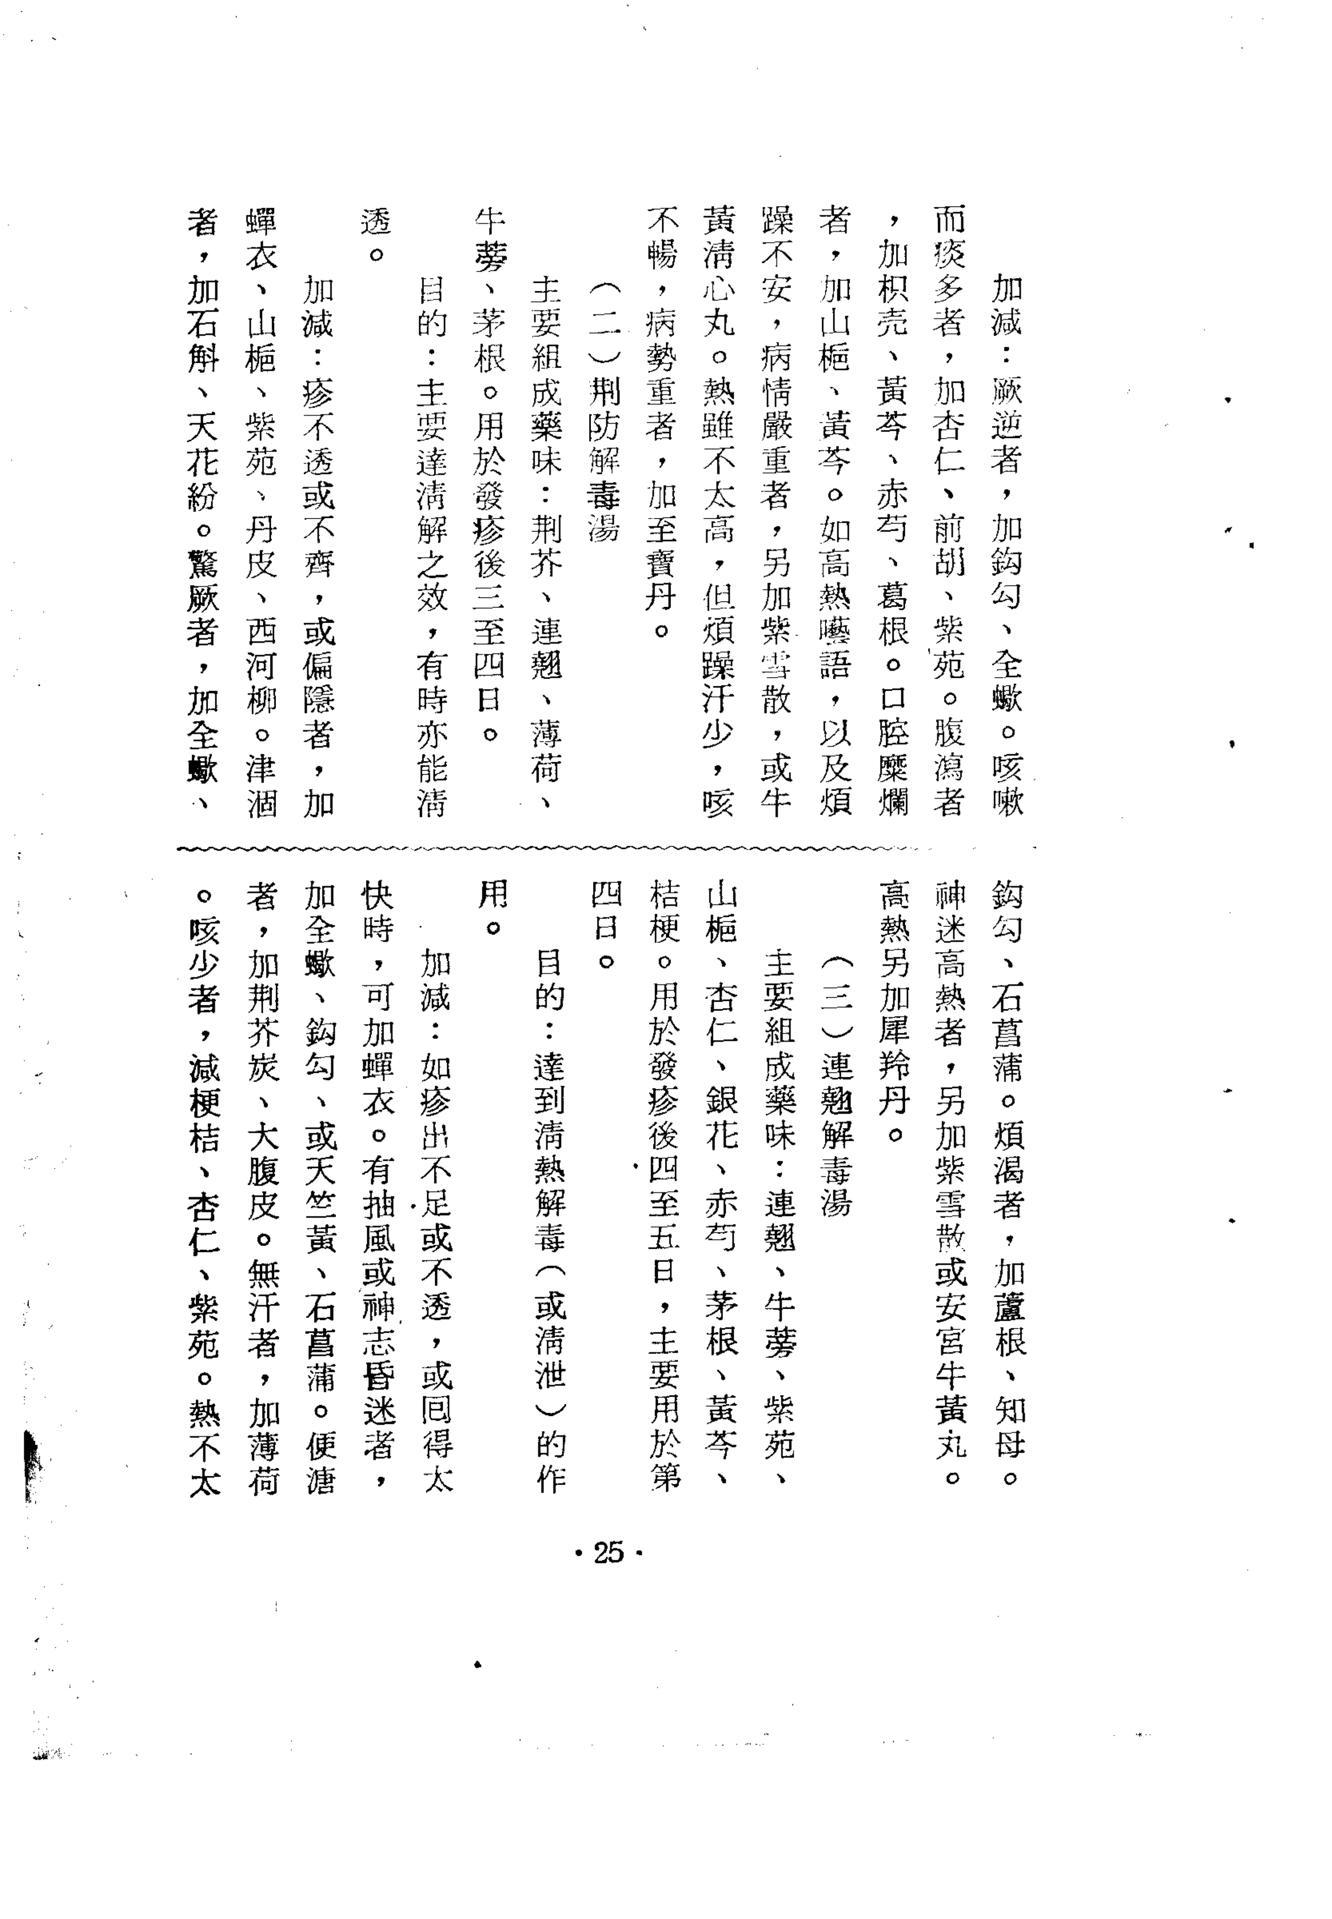 加減：厥逆者，加鈎勾、全蠍。咳嗽
而痰多者，加杏仁、前胡、紫苑。腹瀉者
，加枳壳、黃芩、赤芍、葛根。口腔糜爛
者，加山梔、黃芩。如高熱囈語，以及煩
躁不安，病情嚴重者，另加紫雪散，或牛
黃淸心丸。熱雖不太高，但煩躁汗少，咳
不暢，病勢重者，加至寶丹。
（二）荆防解毒湯
主要組成藥味：荆芥、連翹、薄荷、
牛蒡、茅根。用於發疹後三至四日。
目的：主要達淸解之效，有時亦能淸
透。
加減：疹不透或不齊，或偏隱者，加
蟬衣、山梔、紫苑、丹皮、西河柳。津涸
者，加石斛、天花紛。驚厥者，加全蠍、
鈎勾、石菖蒲。煩渴者，加蘆根、知母。
神迷高熱者，另加紫雪散或安宮牛黃丸。
高熱另加犀羚丹。
（三）連翹解毒湯
主要組成藥味：連翹、牛蒡、紫苑、
山梔、杏仁、銀花、赤芍、茅根、黃芩、
桔梗。用於發疹後四至五日，主要用於第
四日。
目的：達到淸熱解毒（或淸泄）的作
用。
加減：如疹出不足或不透，或囘得太
快時，可加蟬衣。有抽風或神志昏迷者，
加全蠍、鈎勾、或天竺黃、石菖蒲。便溏
者，加荆芥炭、大腹皮。無汗者，加薄荷
。咳少者，減梗桔、杏仁、紫苑。熱不太
·25·